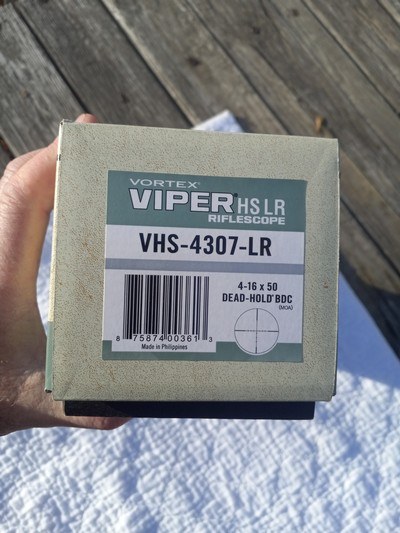 VORTEX®
VIPER® HS LR
RIFLESCOPE
VHS-4307-LR
4-16 x 50
DEAD-HOLD® BDC
(MOA)
8 75874 00361 3
Made in Philippines